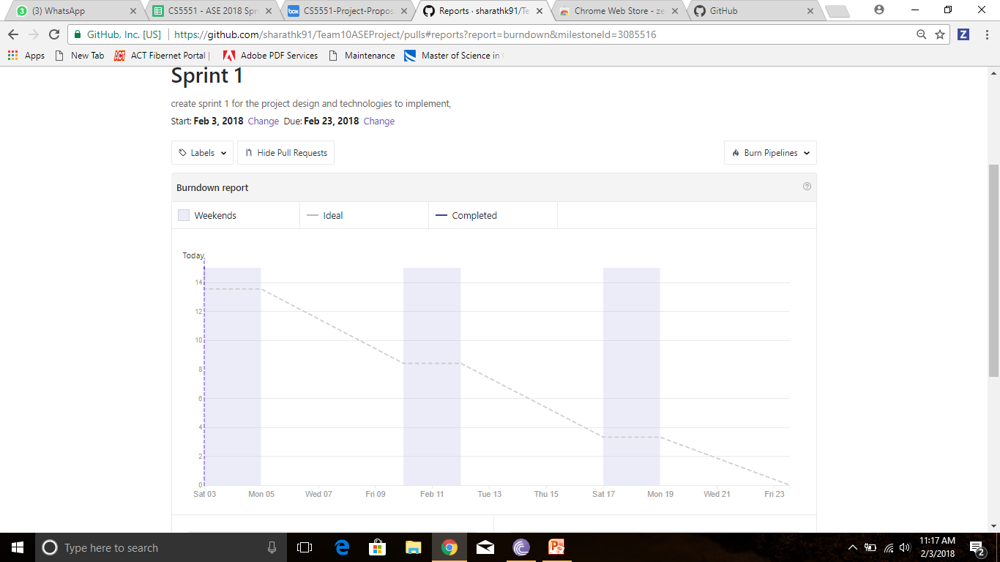 (3) WhatsApp
CS5551 - ASE 2018 Spri
CS5551-Project-Propos
Reports · sharathk91/Te
Chrome Web Store - ze
GitHub
GitHub, Inc. [US] https://github.com/sharathk91/Team10ASEProject/pulls#reports?report=burndown&milestoneId=3085516
Apps New Tab ACT Fibernet Portal | Adobe PDF Services Maintenance Master of Science in
Sprint 1
create sprint 1 for the project design and technologies to implement,
Start: Feb 3, 2018 Change Due: Feb 23, 2018 Change
Labels Hide Pull Requests Burn Pipelines
Burndown report
Weekends Ideal Completed
Today
14
12
10
8
6
4
2
0
Sat 03 Mon 05 Wed 07 Fri 09 Feb 11 Tue 13 Thu 15 Sat 17 Mon 19 Wed 21 Fri 23
Type here to search
11:17 AM
2/3/2018
2